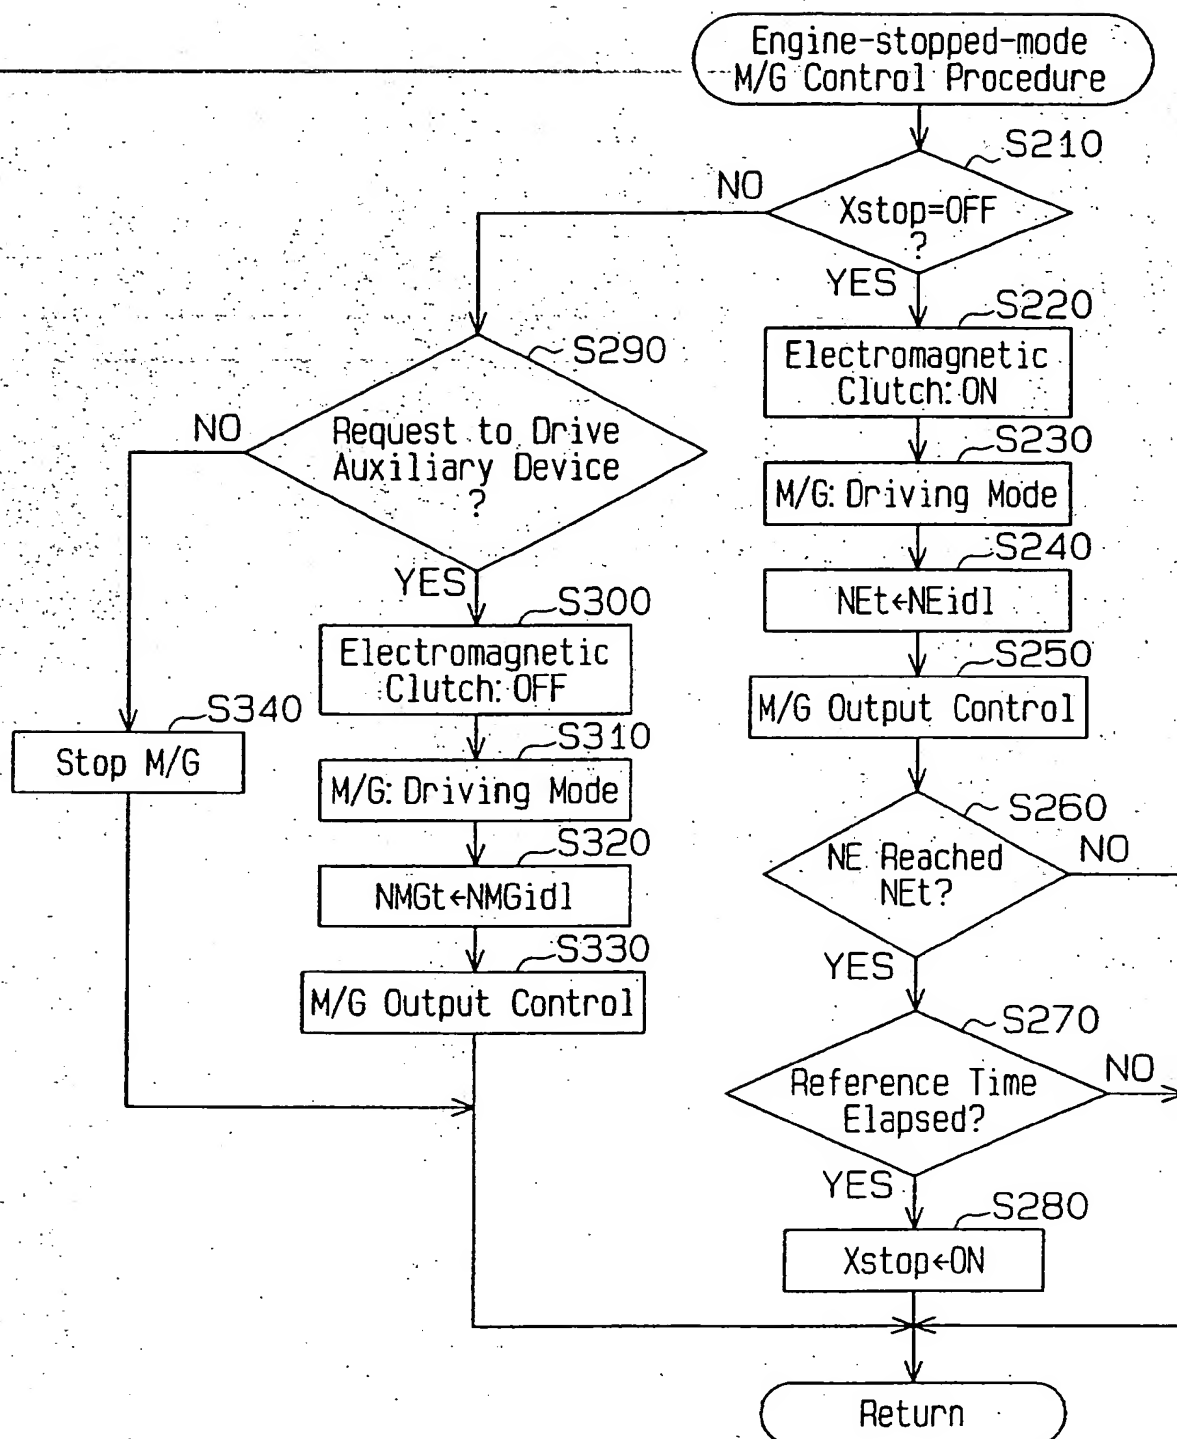 Engine-stopped-mode
M/G Control Procedure
S210
Xstop=OFF
?
NO
YES
S220
Electromagnetic
Clutch: ON
S230
M/G: Driving Mode
S240
NEt←NEidl
S250
M/G Output Control
S260
NE Reached
NEt?
NO
YES
S270
Reference Time
Elapsed?
NO
YES
S280
Xstop←ON
S290
Request to Drive
Auxiliary Device
?
NO
YES
S300
Electromagnetic
Clutch: OFF
S310
M/G: Driving Mode
S320
NMGt←NMGidl
S330
M/G Output Control
S340
Stop M/G
Return